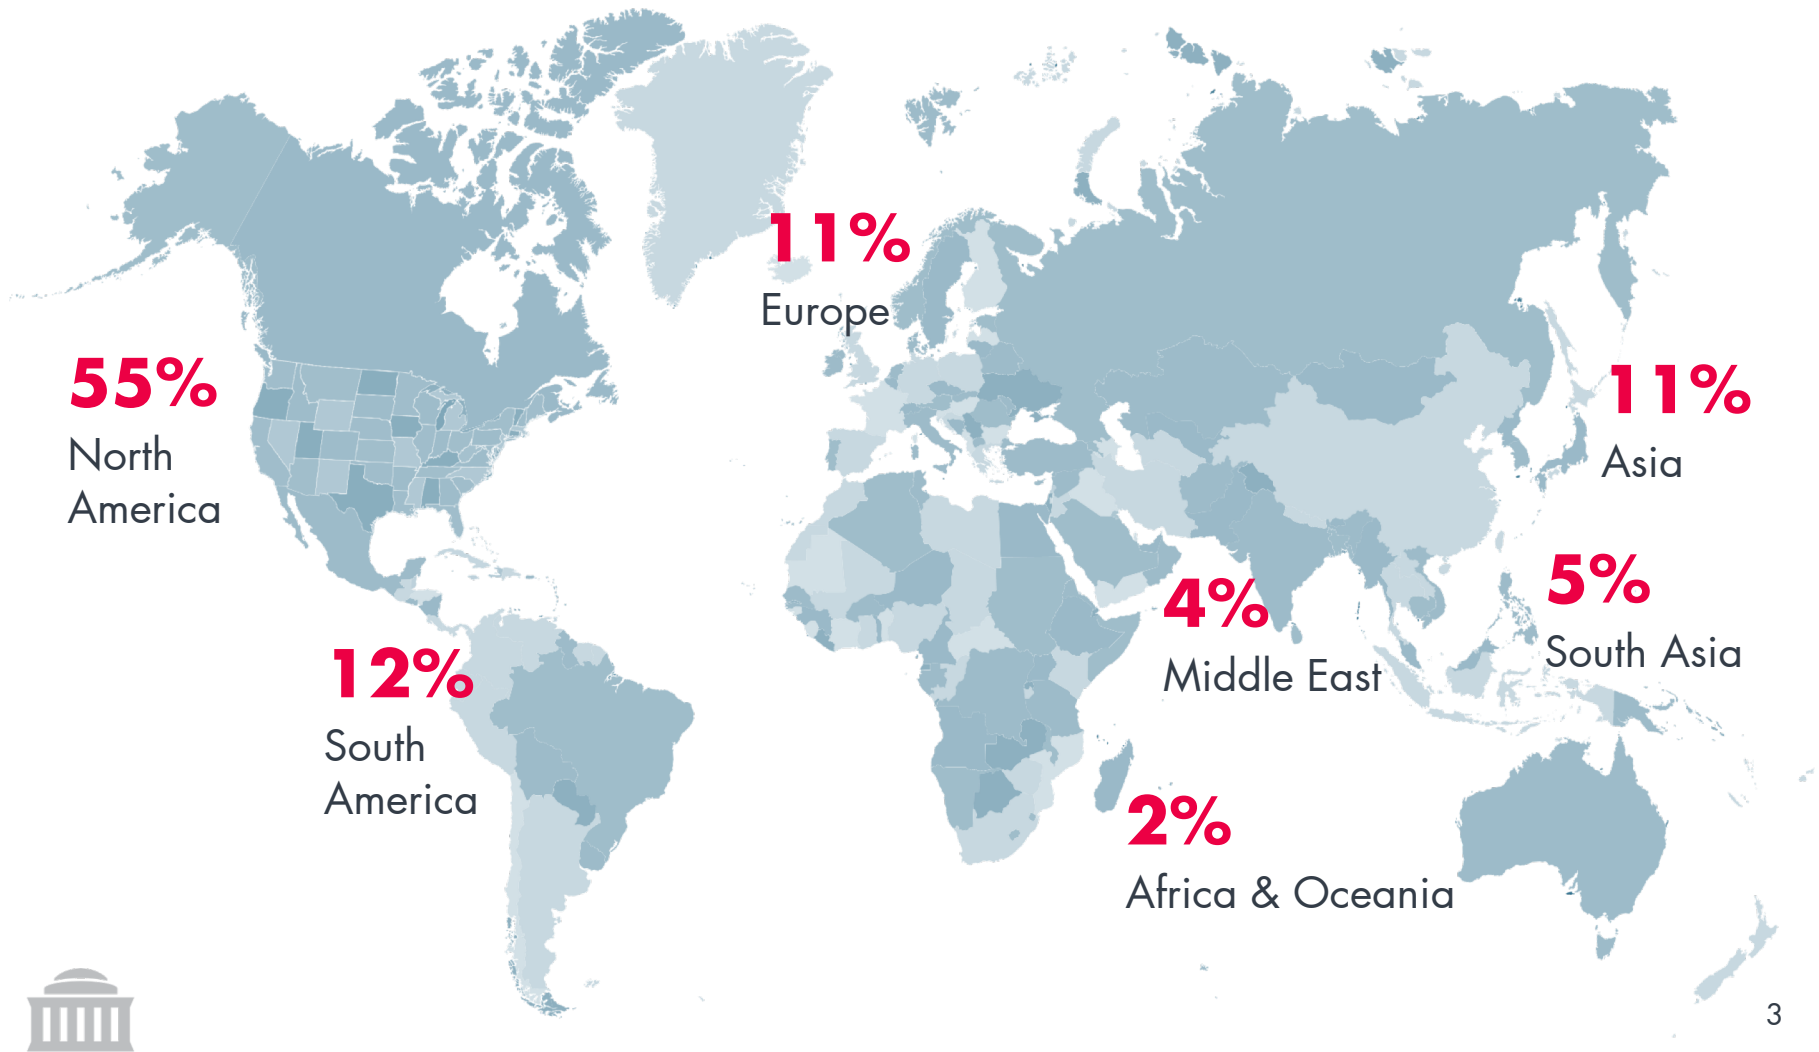 11%
Europe
55%
North
America
11%
Asia
5%
South Asia
4%
Middle East
12%
South
America
2%
Africa & Oceania
3